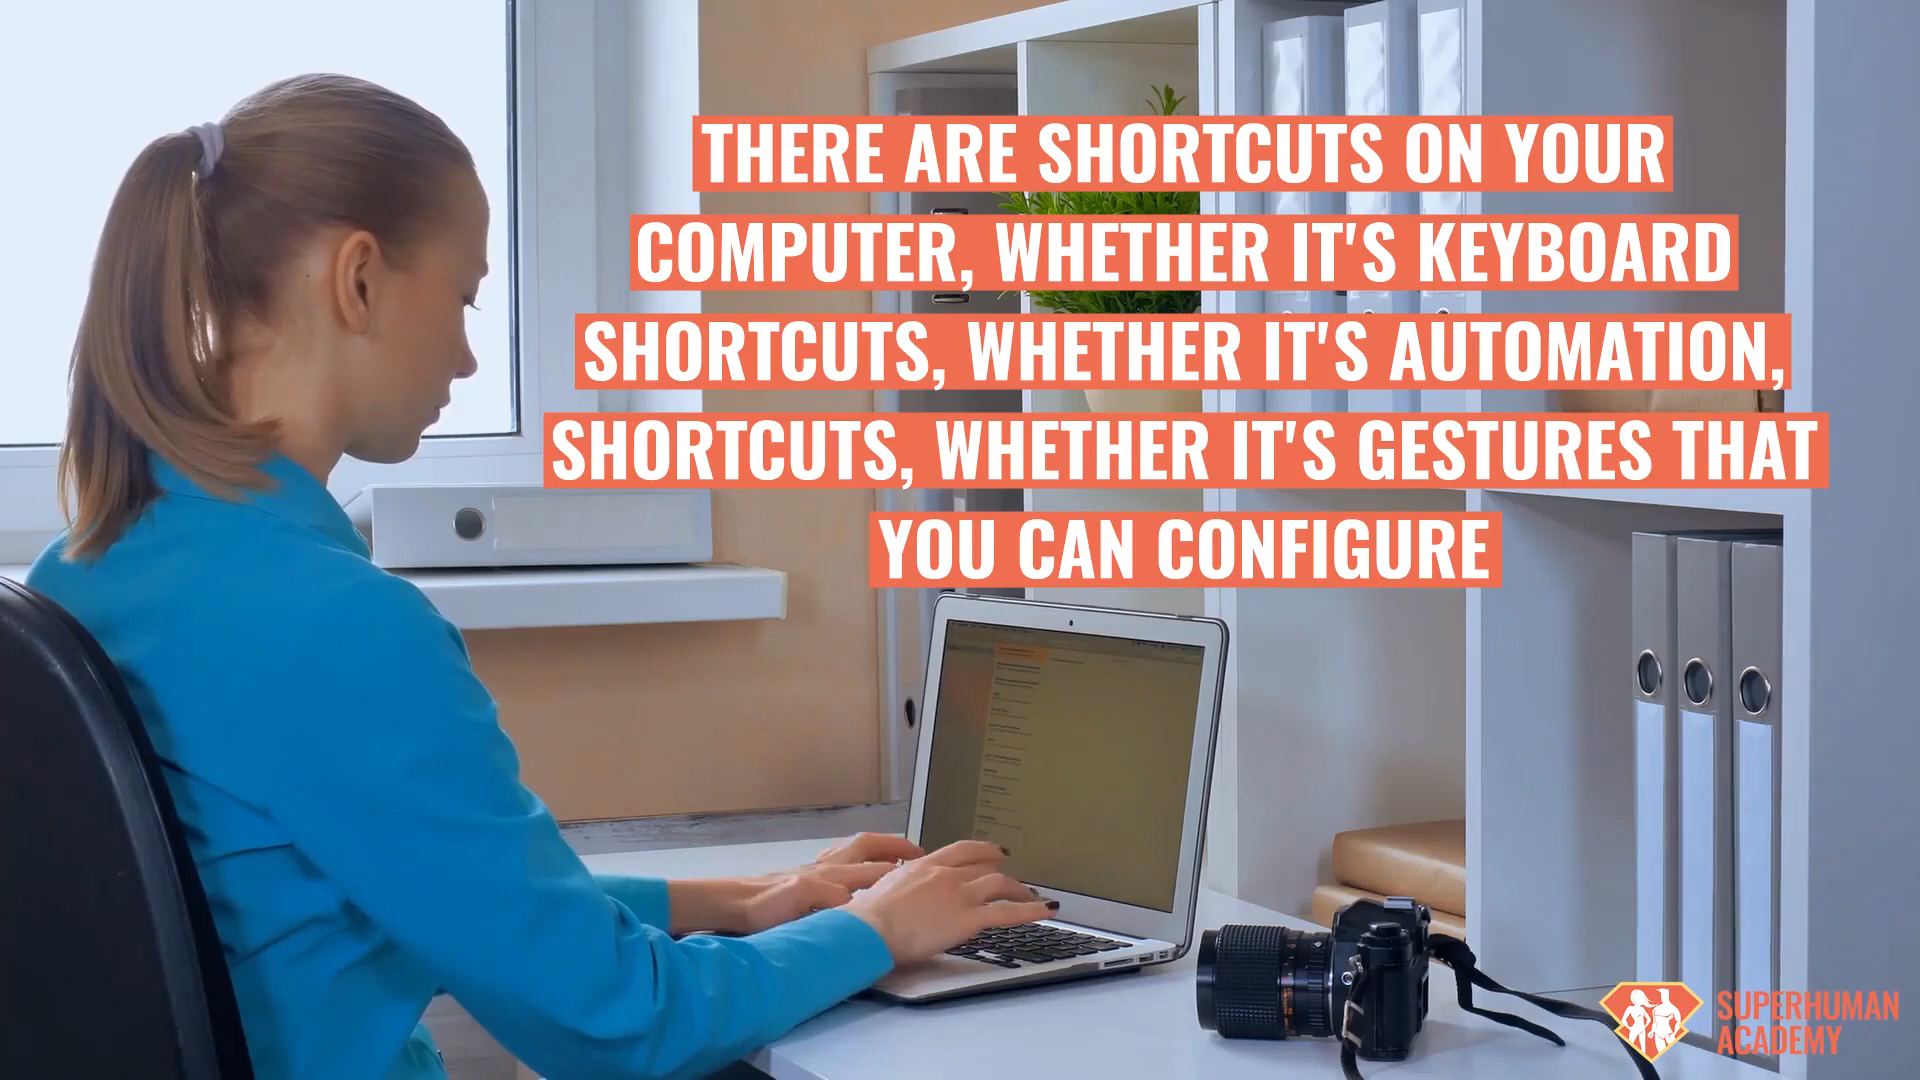 THERE ARE SHORTCUTS ON YOUR
COMPUTER, WHETHER IT'S KEYBOARD
SHORTCUTS, WHETHER IT'S AUTOMATION,
SHORTCUTS, WHETHER IT'S GESTURES THAT
YOU CAN CONFIGURE
SUPERHUMAN
ACADEMY